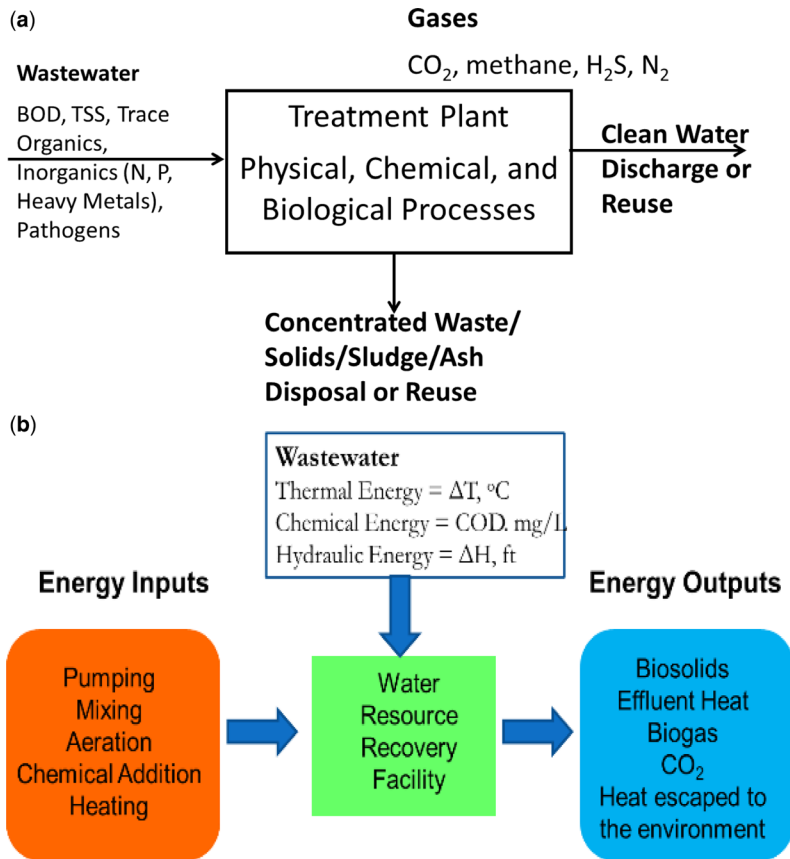 (a)
Gases
CO₂, methane, H₂S, N₂
Wastewater
BOD, TSS, Trace
Organics,
Inorganics (N, P,
Heavy Metals),
Pathogens
Treatment Plant
Physical, Chemical, and
Biological Processes
Clean Water
Discharge or
Reuse
Concentrated Waste/
Solids/Sludge/Ash
Disposal or Reuse
(b)
Wastewater
Thermal Energy = ΔT, °C
Chemical Energy = COD. mg/L
Hydraulic Energy = ΔH, ft
Energy Inputs
Pumping
Mixing
Aeration
Chemical Addition
Heating
Water
Resource
Recovery
Facility
Energy Outputs
Biosolids
Effluent Heat
Biogas
CO₂
Heat escaped to
the environment